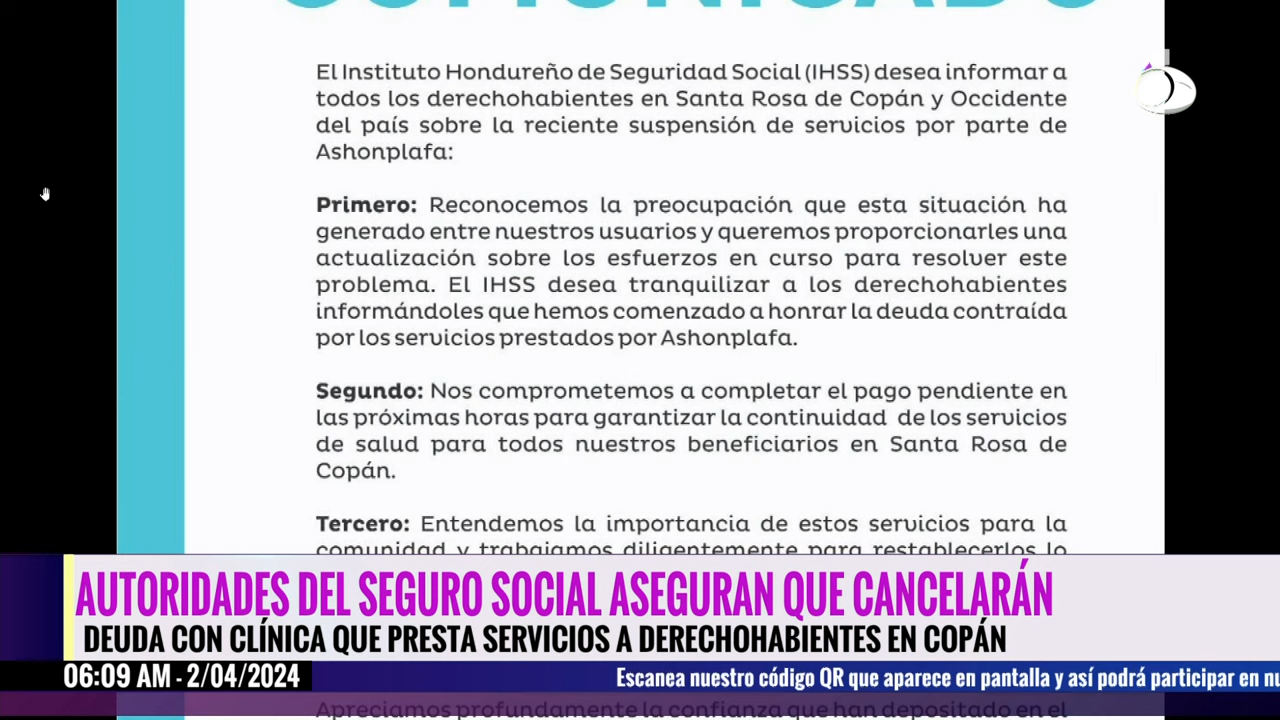 COMUNICADO
El Instituto Hondureño de Seguridad Social (IHSS) desea informar a
todos los derechohabientes en Santa Rosa de Copán y Occidente
del país sobre la reciente suspensión de servicios por parte de
Ashonplafa:
Primero: Reconocemos la preocupación que esta situación ha
generado entre nuestros usuarios y queremos proporcionarles una
actualización sobre los esfuerzos en curso para resolver este
problema. El IHSS desea tranquilizar a los derechohabientes
informándoles que hemos comenzado a honrar la deuda contraída
por los servicios prestados por Ashonplafa.
Segundo: Nos comprometemos a completar el pago pendiente en
las próximas horas para garantizar la continuidad de los servicios
de salud para todos nuestros beneficiarios en Santa Rosa de
Copán.
Tercero: Entendemos la importancia de estos servicios para la
comunidad y trabajamos diligentemente para restablecerlos lo
AUTORIDADES DEL SEGURO SOCIAL ASEGURAN QUE CANCELARÁN
DEUDA CON CLÍNICA QUE PRESTA SERVICIOS A DERECHOHABIENTES EN COPÁN
06:09 AM - 2/04/2024
Escanea nuestro código QR que aparece en pantalla y así podrá participar en nu
Apreciamos profundamente la confianza que han depositado en el